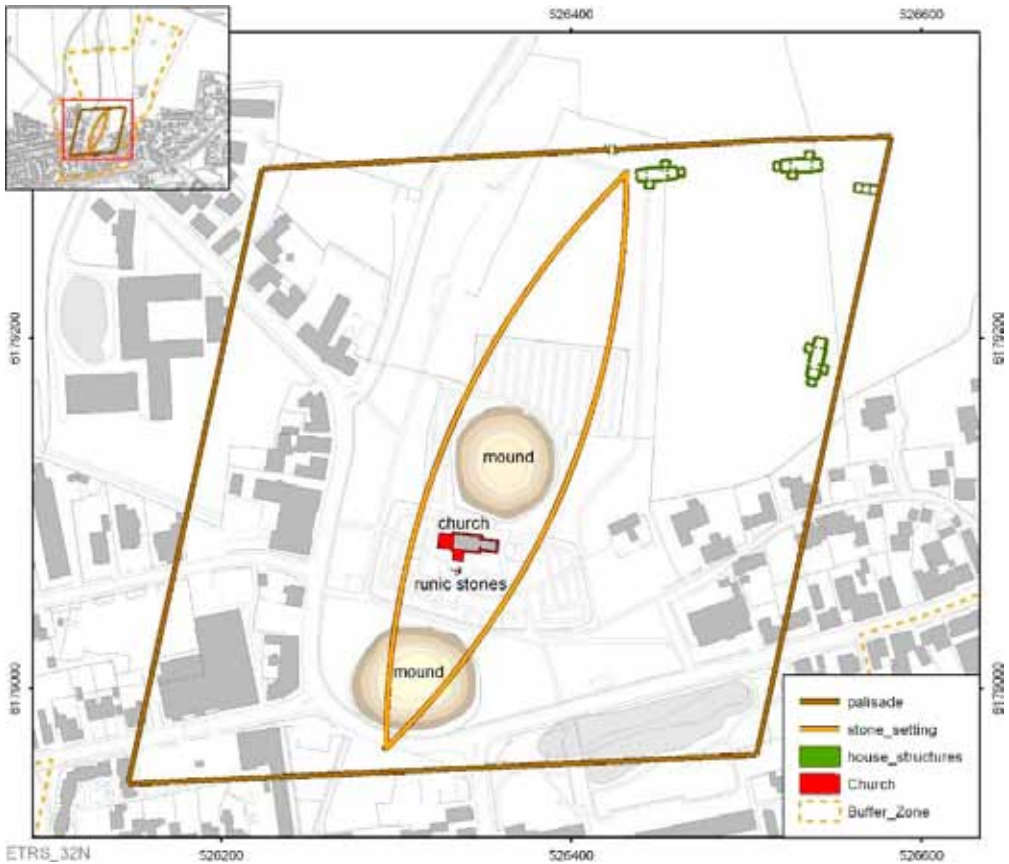 526400
526600
6179200
6179200
mound
church
runic stones
mound
6179000
6179000
palisade
stone_setting
house_structures
Church
Buffer_Zone
ETRS_32N
526200
526400
526600